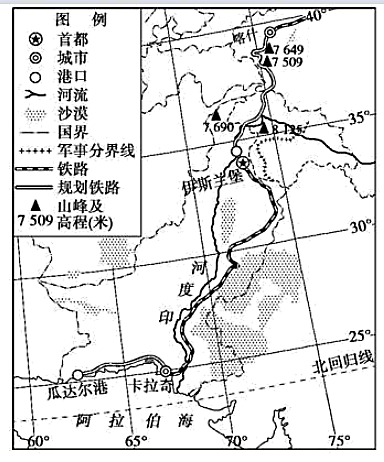 图 例
首都
城市
港口
河流
沙漠
国界
军事分界线
铁路
规划铁路
山峰及
7 509 高程(米)
40°
喀什
7 649
7 509
7 690
8 125
35°
伊斯兰堡
30°
印度河
25°
北回归线
瓜达尔港
卡拉奇
阿拉伯海
60°
65°
70°
75°